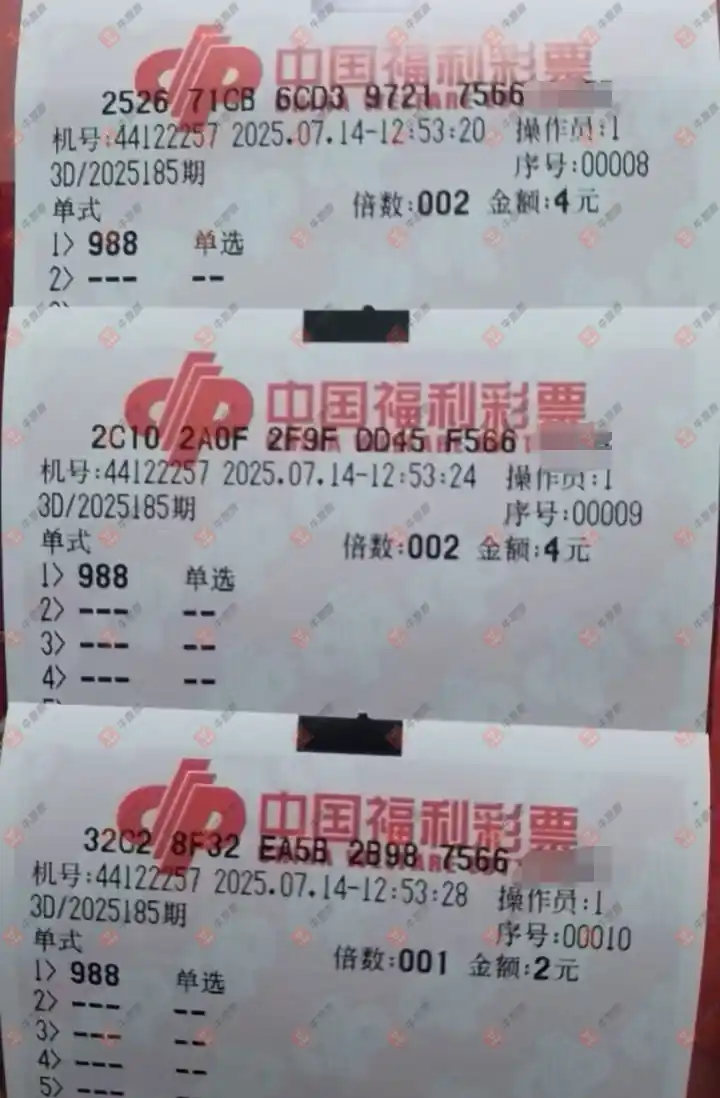 中国福利彩票
2526 71CB 6CD3 9721 7566
机号:44122257 2025.07.14-12:53:20 操作员:1
3D/2025185期 序号:00008
单式 倍数:002 金额:4元
1> 988 单选
2> --- --
中国福利彩票
2C10 2A0F 2F9F DD45 F566
机号:44122257 2025.07.14-12:53:24 操作员:1
3D/2025185期 序号:00009
单式 倍数:002 金额:4元
1> 988 单选
2> --- --
3> --- --
4> --- --
中国福利彩票
32C2 8F32 EA5B 2B98 7566
机号:44122257 2025.07.14-12:53:28 操作员:1
3D/2025185期 序号:00010
单式 倍数:001 金额:2元
1> 988 单选
2> --- --
3> --- --
4> --- --
5> --- --